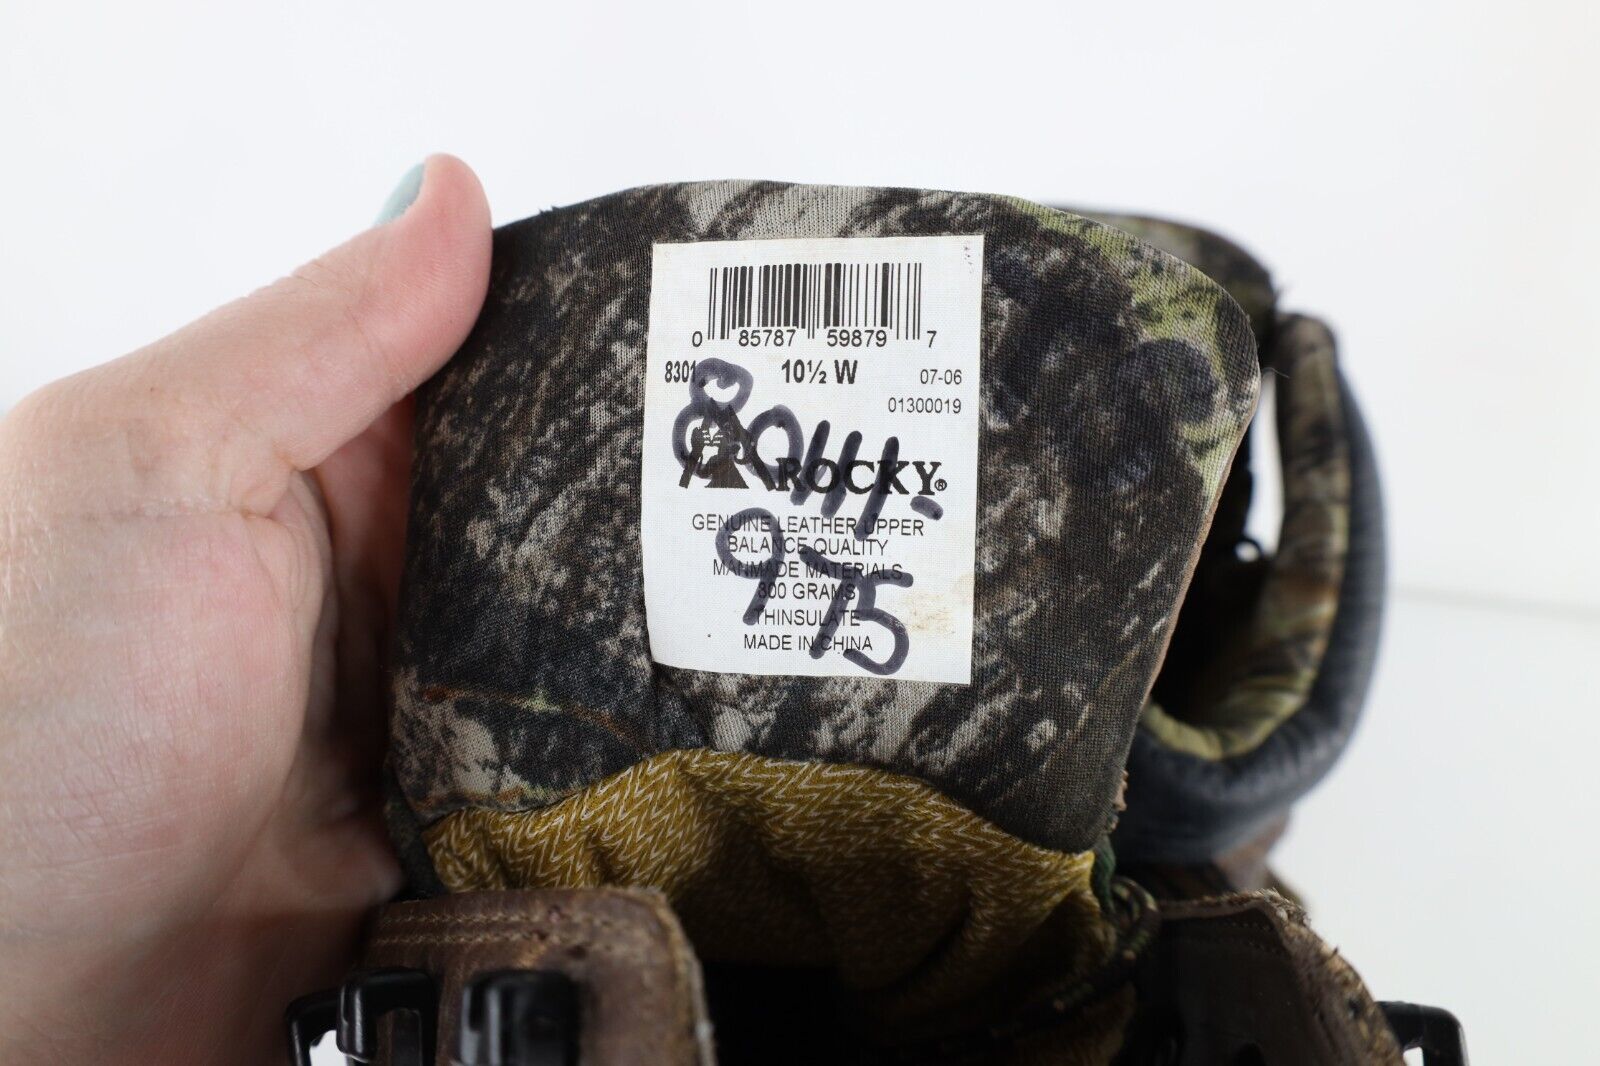 0 85787 59879 7
8301 10½ W 07-06
01300019
ROCKY®
GENUINE LEATHER UPPER
BALANCE QUALITY
MANMADE MATERIALS
800 GRAMS
THINSULATE
MADE IN CHINA
975